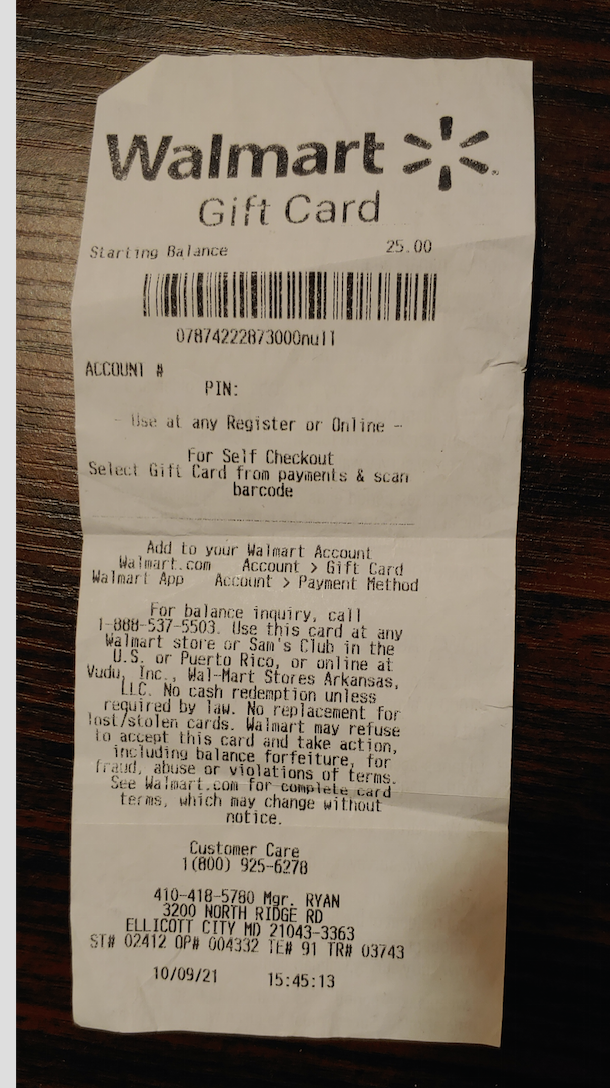 Walmart
Gift Card
Starting Balance 25.00
07874222873000null
ACCOUNT #
PIN:
- Use at any Register or Online -
For Self Checkout
Select Gift Card from payments & scan
barcode
Add to your Walmart Account
Walmart.com Account > Gift Card
Walmart App Account > Payment Method
For balance inquiry, call
1-888-537-5503. Use this card at any
Walmart store or Sam's Club in the
U.S. or Puerto Rico, or online at
Vudu, Inc., Wal-Mart Stores Arkansas,
LLC. No cash redemption unless
required by law. No replacement for
lost/stolen cards. Walmart may refuse
to accept this card and take action,
including balance forfeiture, for
fraud, abuse or violations of terms.
See Walmart.com for complete card
terms, which may change without
notice.
Customer Care
1(800) 925-6278
410-418-5780 Mgr. RYAN
3200 NORTH RIDGE RD
ELLICOTT CITY MD 21043-3363
ST# 02412 OP# 004332 TE# 91 TR# 03743
10/09/21 15:45:13